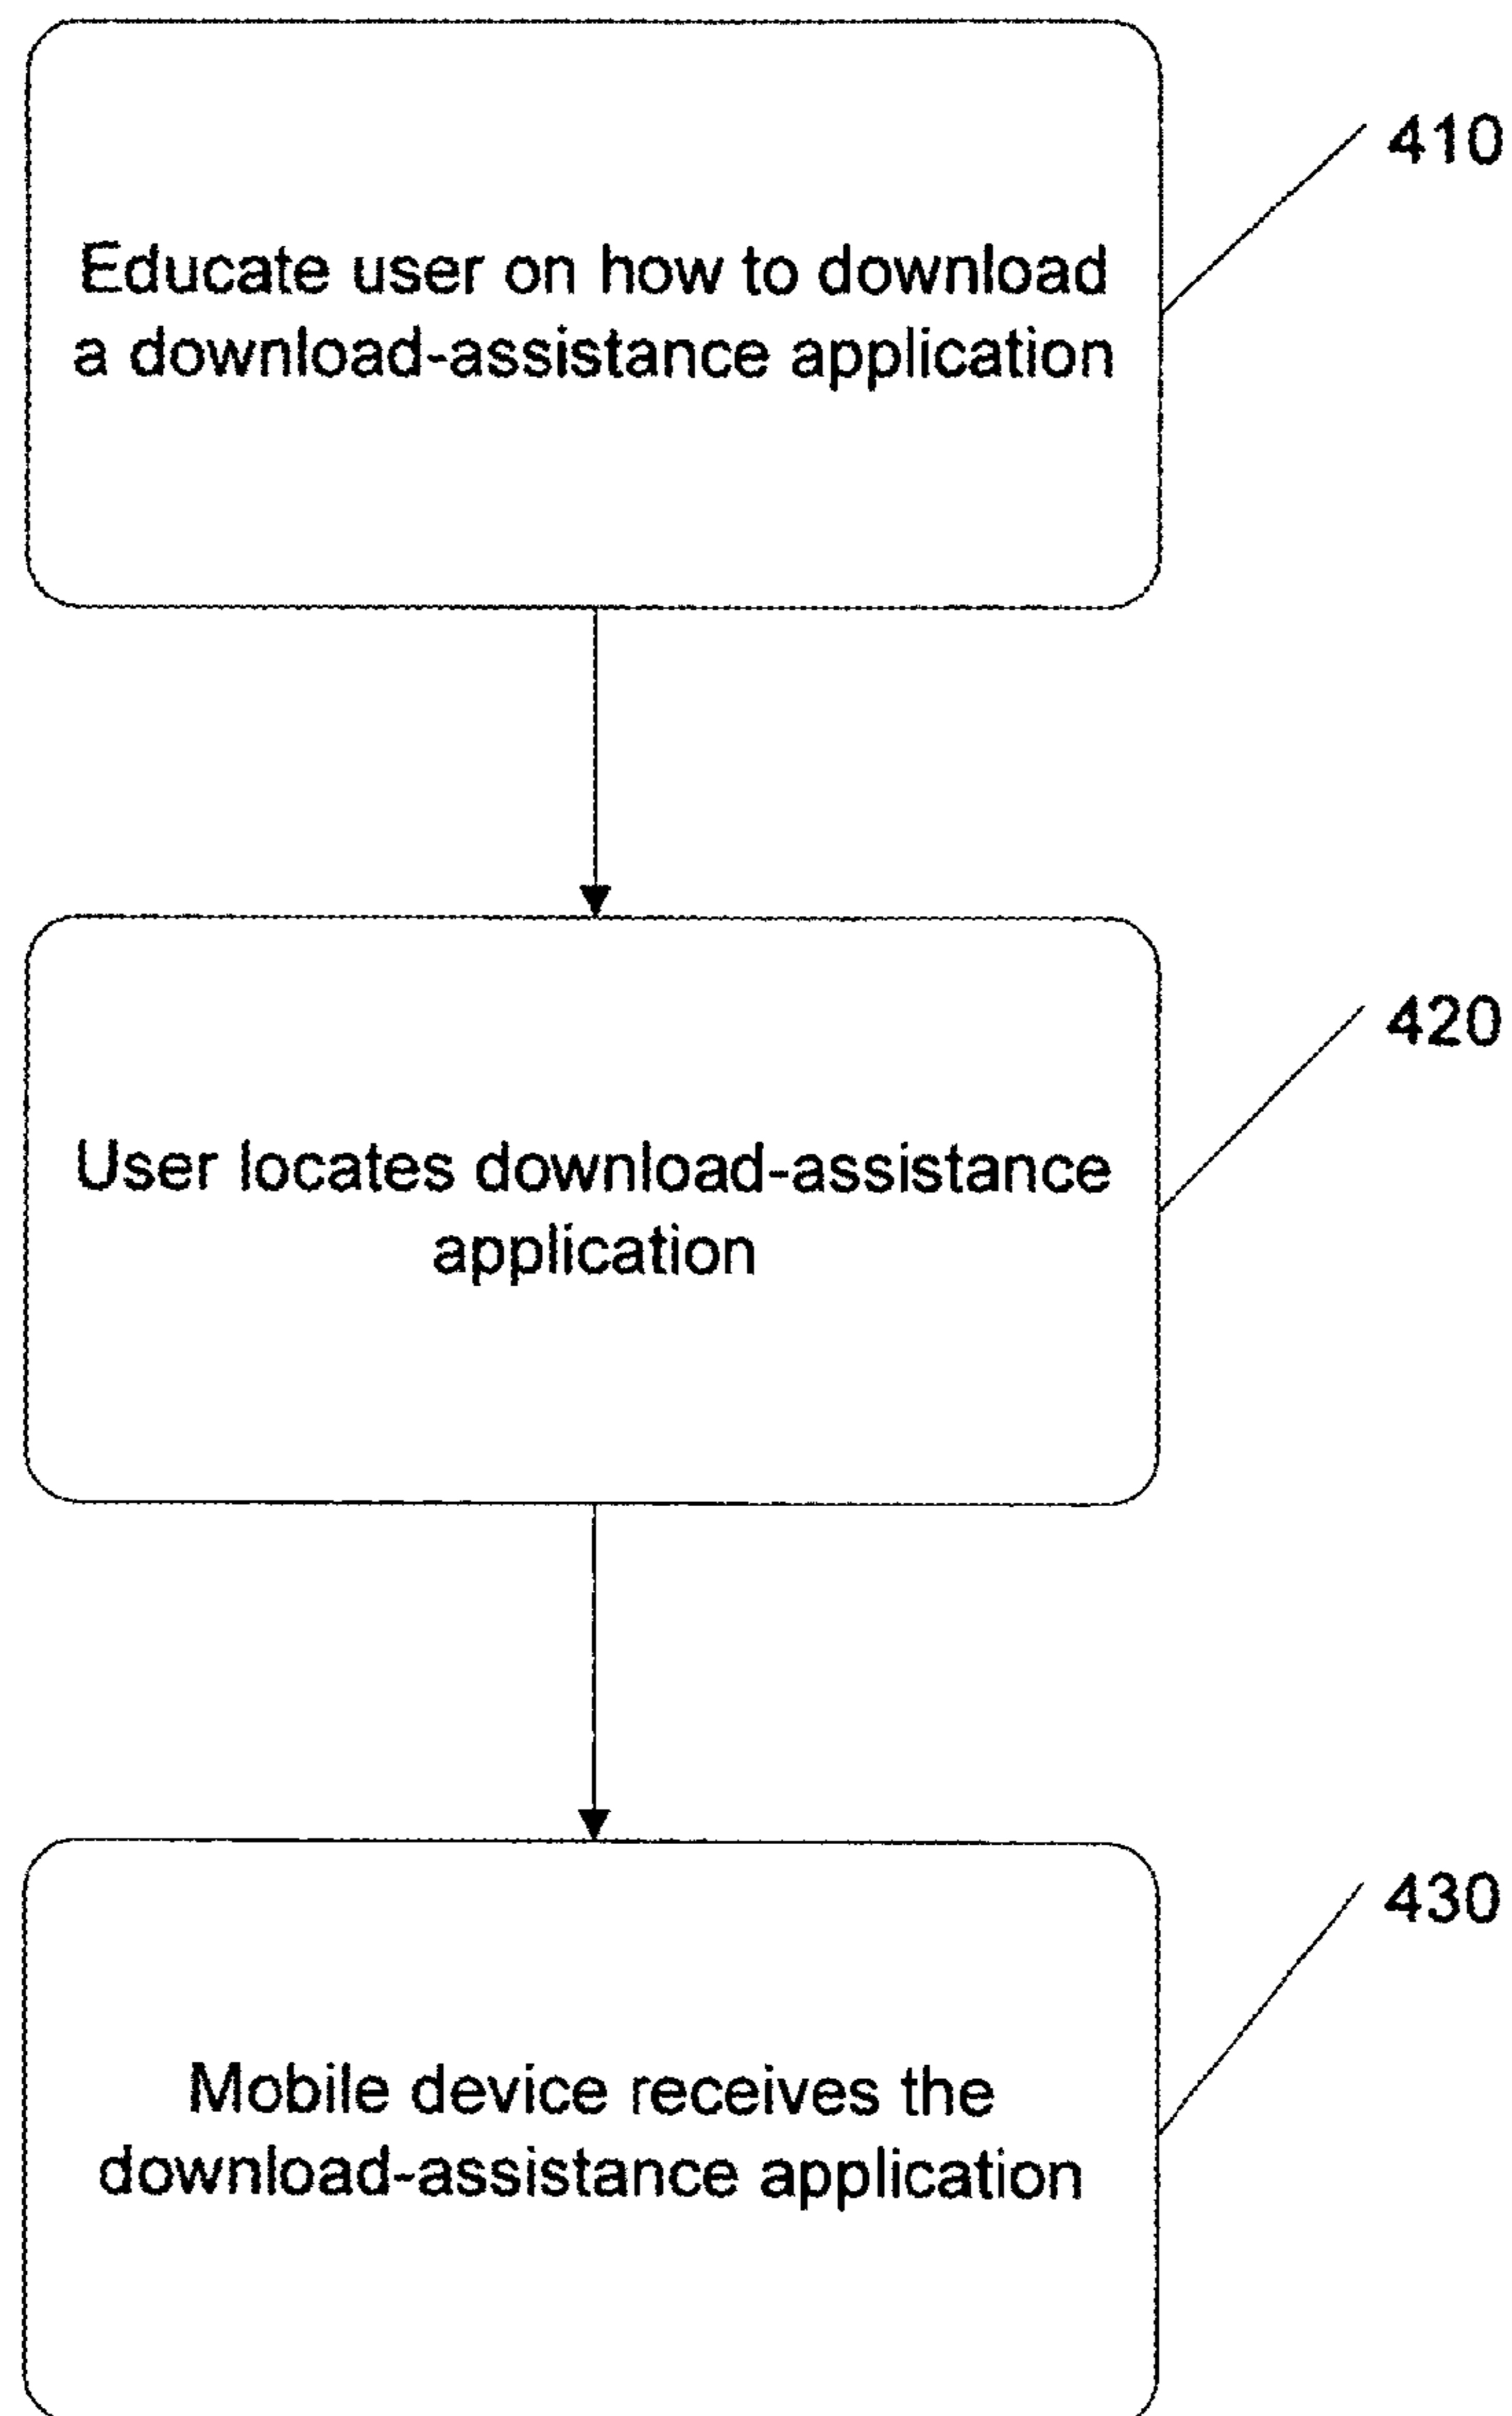 410
Educate user on how to download
a download-assistance application
420
User locates download-assistance
application
430
Mobile device receives the
download-assistance application